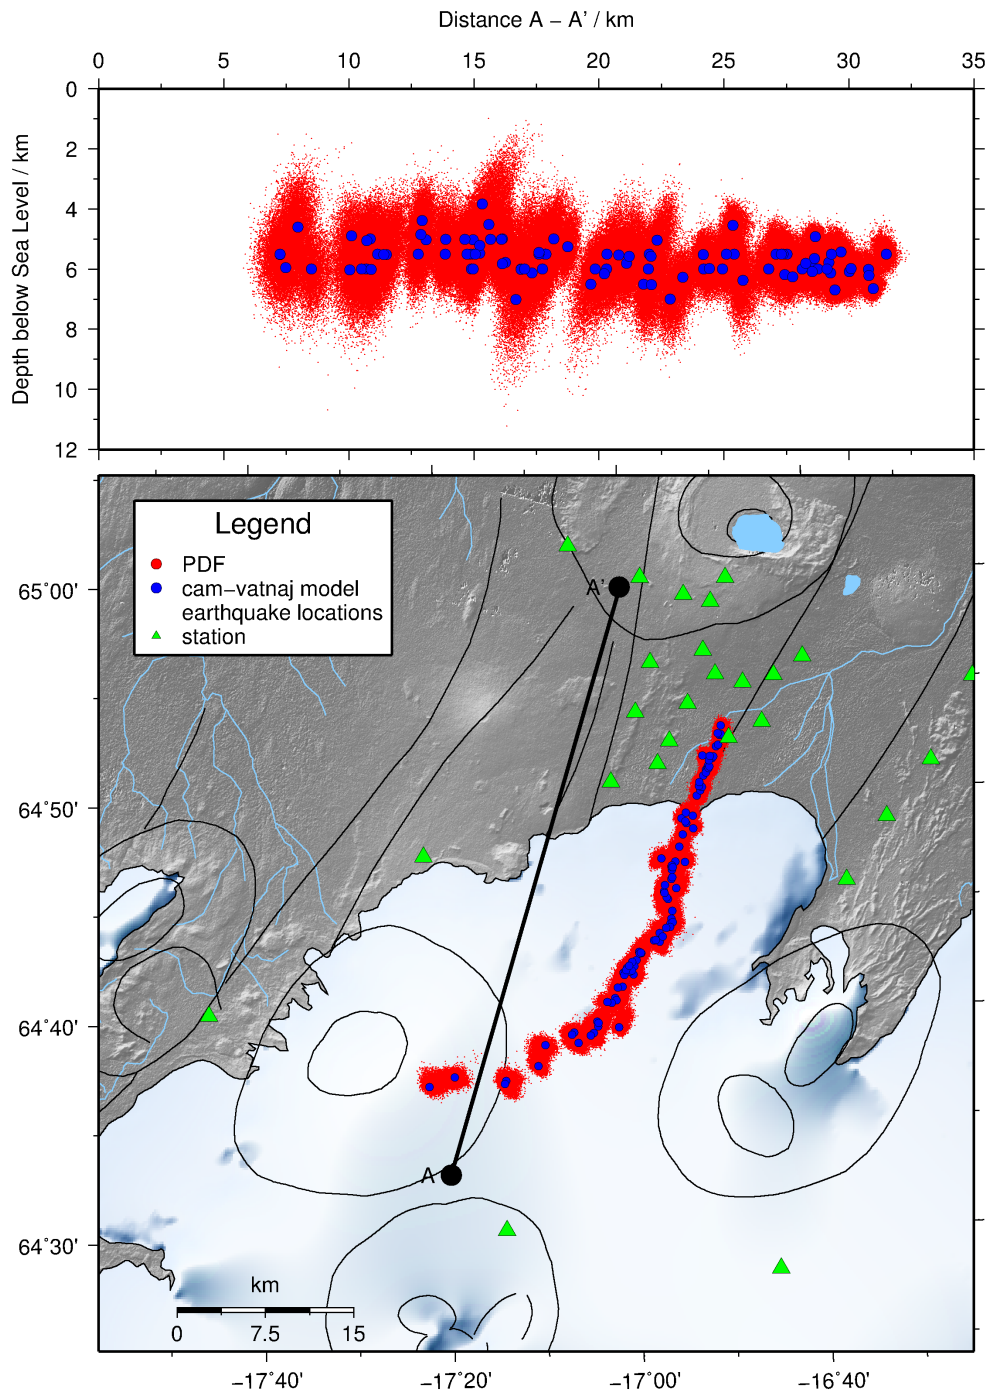 Distance A – A’ / km
0 5 10 15 20 25 30 35
Depth below Sea Level / km
0
2
4
6
8
10
12
Legend
PDF
cam–vatnaj model
earthquake locations
station
A’
A
65˚00'
64˚50'
64˚40'
64˚30'
km
0 7.5 15
−17˚40' −17˚20' −17˚00' −16˚40'